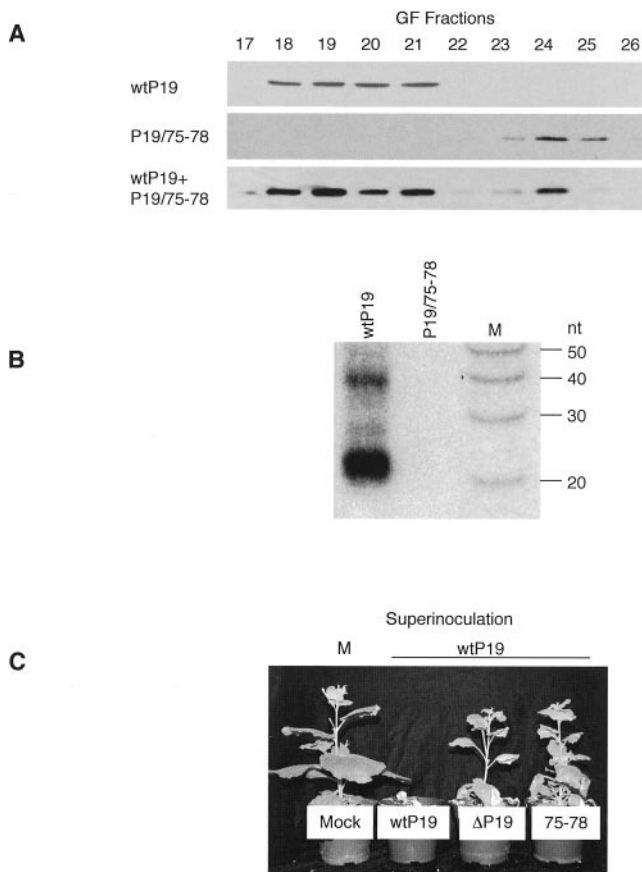 A
GF Fractions
17 18 19 20 21 22 23 24 25 26
wtP19
P19/75-78
wtP19+
P19/75-78
B
wtP19
P19/75-78
M
nt
50
40
30
20
C
Superinoculation
M
wtP19
Mock
wtP19
ΔP19
75-78